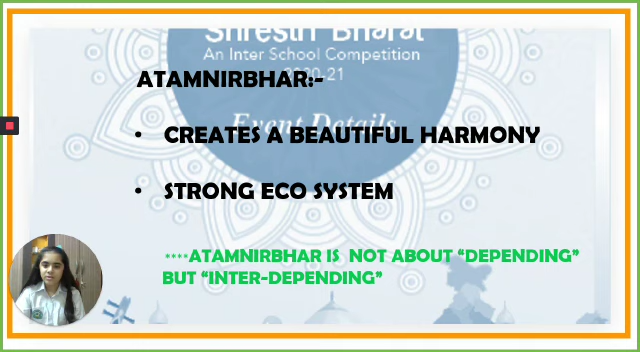 Shresth Bharat
An Inter School Competition
2020-21
ATAMNIRBHAR:-
Event Details
• CREATES A BEAUTIFUL HARMONY
• STRONG ECO SYSTEM
****ATAMNIRBHAR IS NOT ABOUT “DEPENDING”
BUT “INTER-DEPENDING”